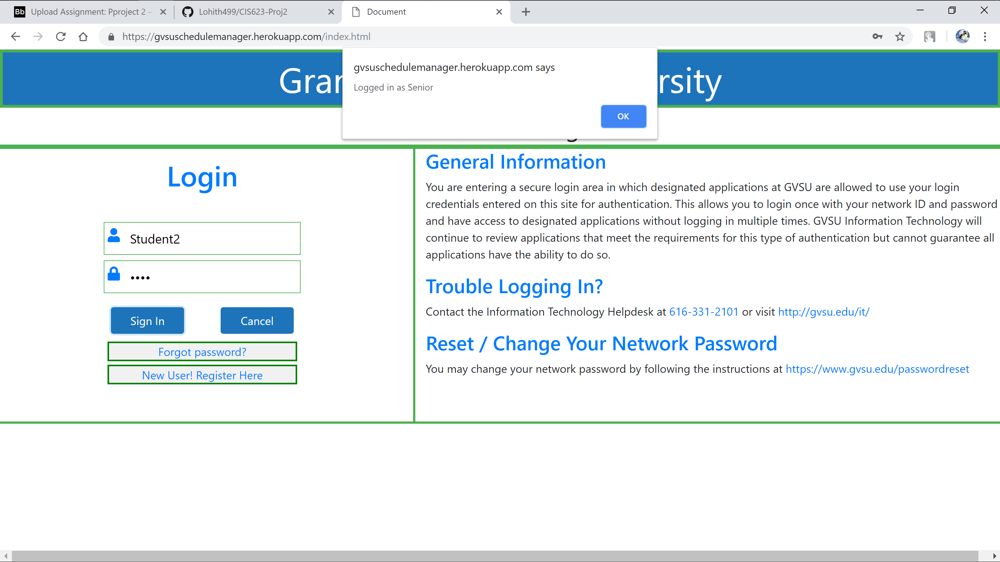 Bb Upload Assignment: Pproject 2 –
Lohith499/CIS623-Proj2
Document
https://gvsuschedulemanager.herokuapp.com/index.html
gvsuschedulemanager.herokuapp.com says
Logged in as Senior
OK
Login
Student2
Sign In
Cancel
Forgot password?
New User! Register Here
General Information
You are entering a secure login area in which designated applications at GVSU are allowed to use your login
credentials entered on this site for authentication. This allows you to login once with your network ID and password
and have access to designated applications without logging in multiple times. GVSU Information Technology will
continue to review applications that meet the requirements for this type of authentication but cannot guarantee all
applications have the ability to do so.
Trouble Logging In?
Contact the Information Technology Helpdesk at 616-331-2101 or visit http://gvsu.edu/it/
Reset / Change Your Network Password
You may change your network password by following the instructions at https://www.gvsu.edu/passwordreset